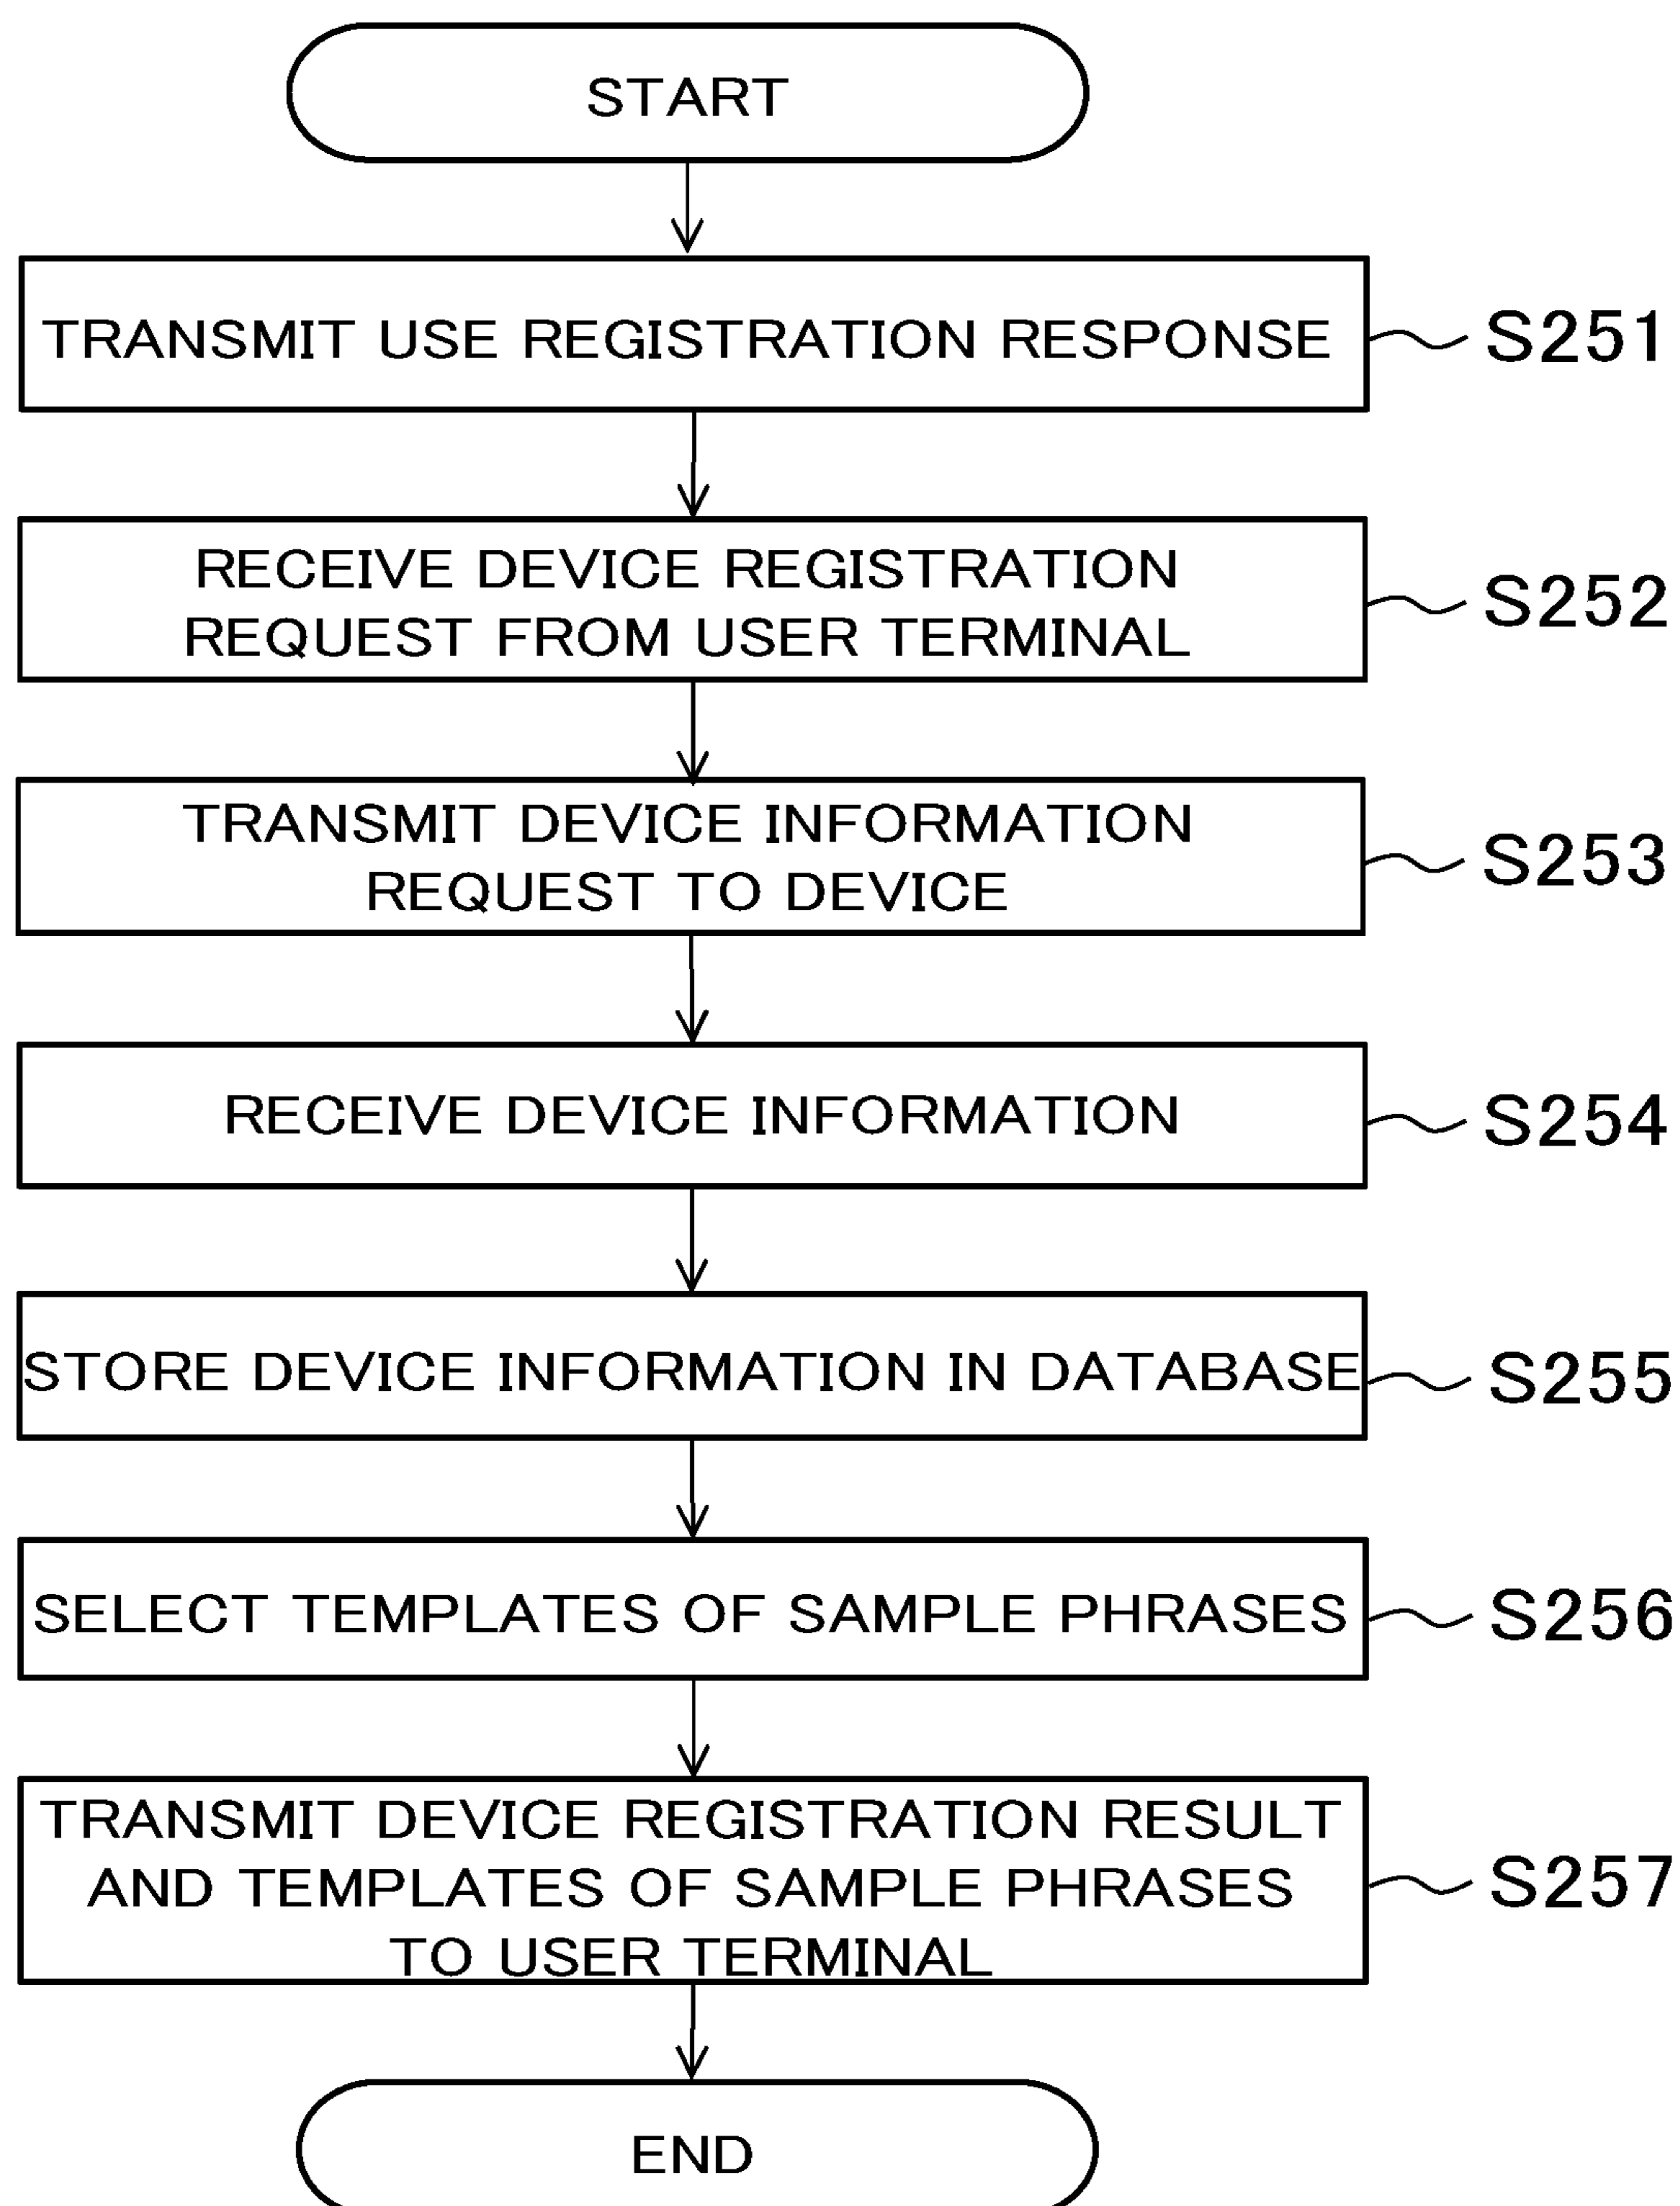 START
TRANSMIT USE REGISTRATION RESPONSE
S251
RECEIVE DEVICE REGISTRATION
REQUEST FROM USER TERMINAL
S252
TRANSMIT DEVICE INFORMATION
REQUEST TO DEVICE
S253
RECEIVE DEVICE INFORMATION
S254
STORE DEVICE INFORMATION IN DATABASE
S255
SELECT TEMPLATES OF SAMPLE PHRASES
S256
TRANSMIT DEVICE REGISTRATION RESULT
AND TEMPLATES OF SAMPLE PHRASES
TO USER TERMINAL
S257
END